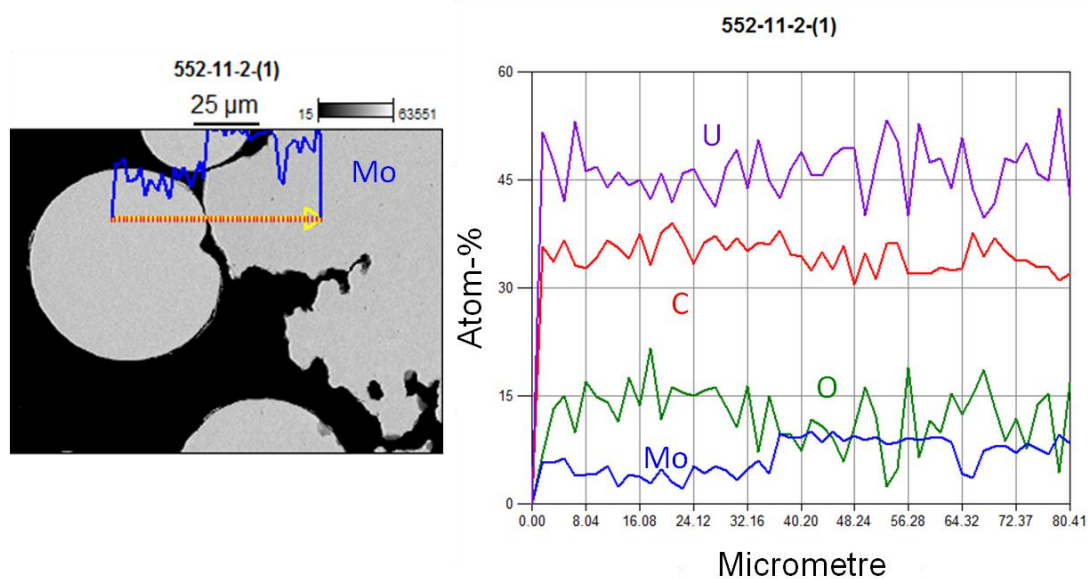 552-11-2-(1)
25 µm
15
63551
Mo
552-11-2-(1)
Atom-%
60
45
30
15
0
U
C
O
Mo
0.00 8.04 16.08 24.12 32.16 40.20 48.24 56.28 64.32 72.37 80.41
Micrometre